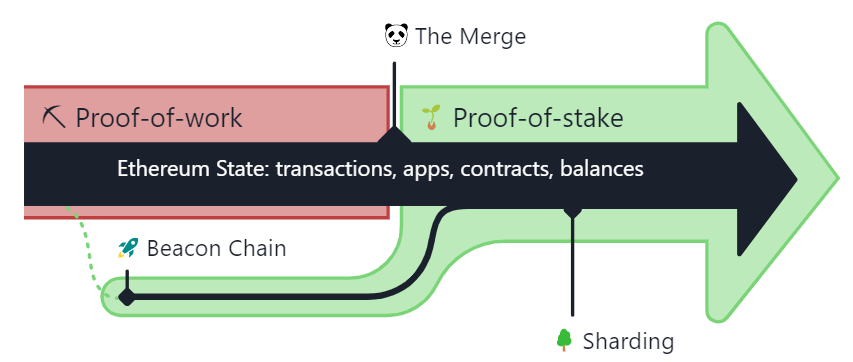 The Merge
Proof-of-work
Proof-of-stake
Ethereum State: transactions, apps, contracts, balances
Beacon Chain
Sharding